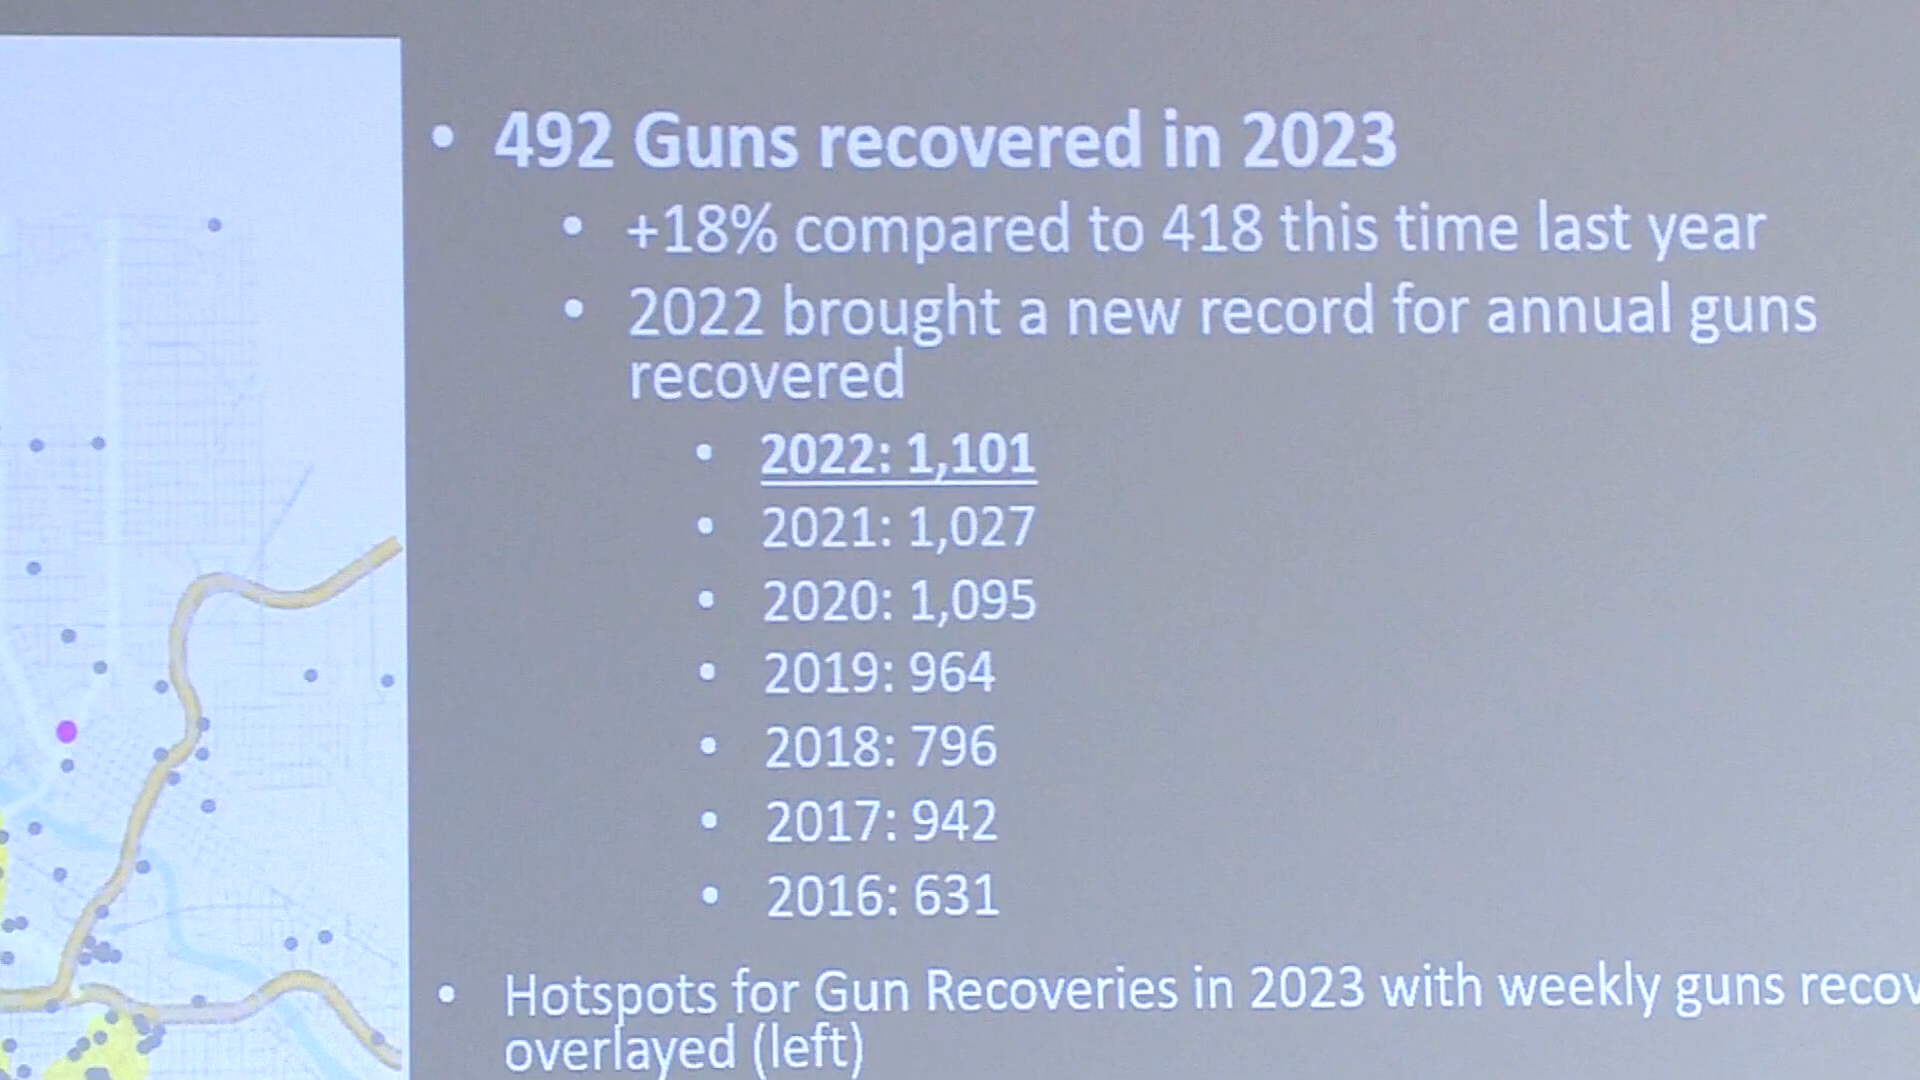 • 492 Guns recovered in 2023
• +18% compared to 418 this time last year
• 2022 brought a new record for annual guns
recovered
• 2022: 1,101
• 2021: 1,027
• 2020: 1,095
• 2019: 964
• 2018: 796
• 2017: 942
• 2016: 631
• Hotspots for Gun Recoveries in 2023 with weekly guns recov
overlayed (left)